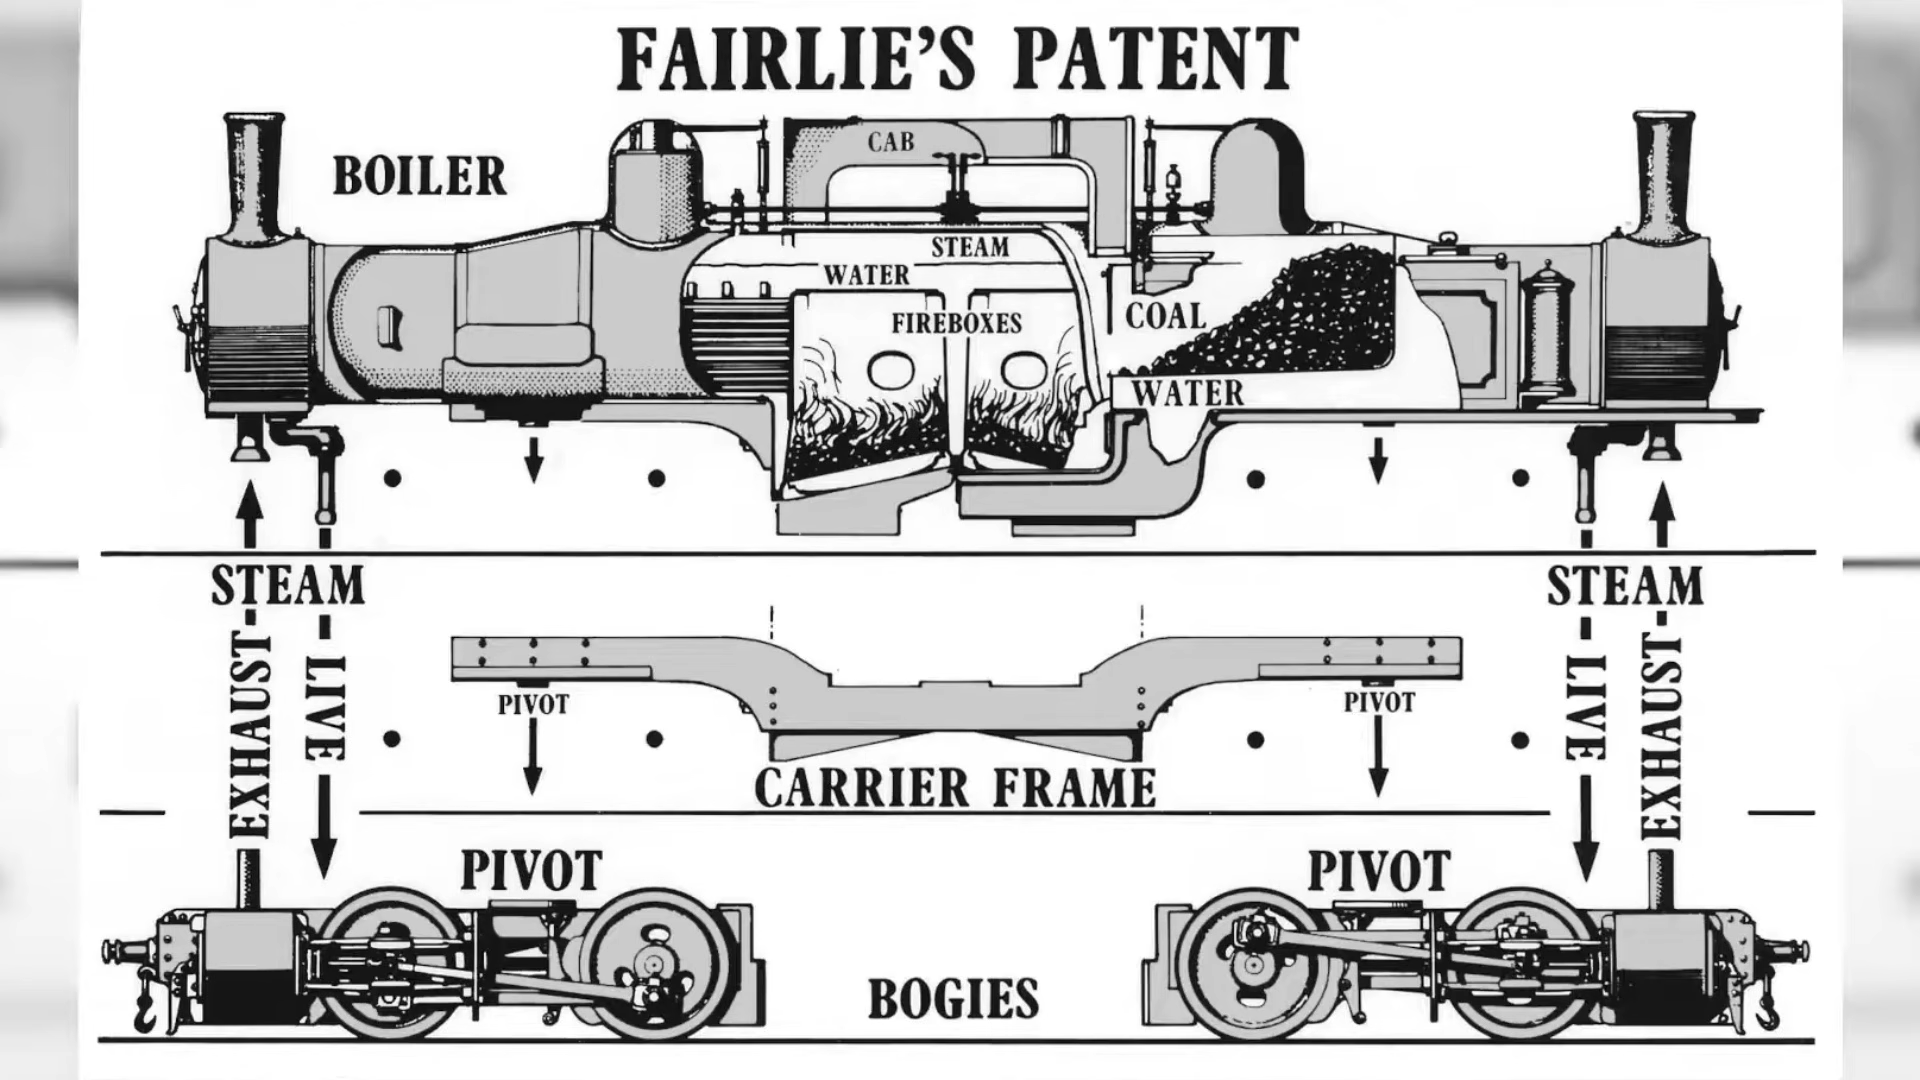 FAIRLIE'S PATENT
CAB
BOILER
STEAM
WATER
COAL
FIREBOXES
WATER
STEAM
STEAM
EXHAUST
LIVE
LIVE
EXHAUST
PIVOT
PIVOT
CARRIER FRAME
PIVOT
PIVOT
BOGIES